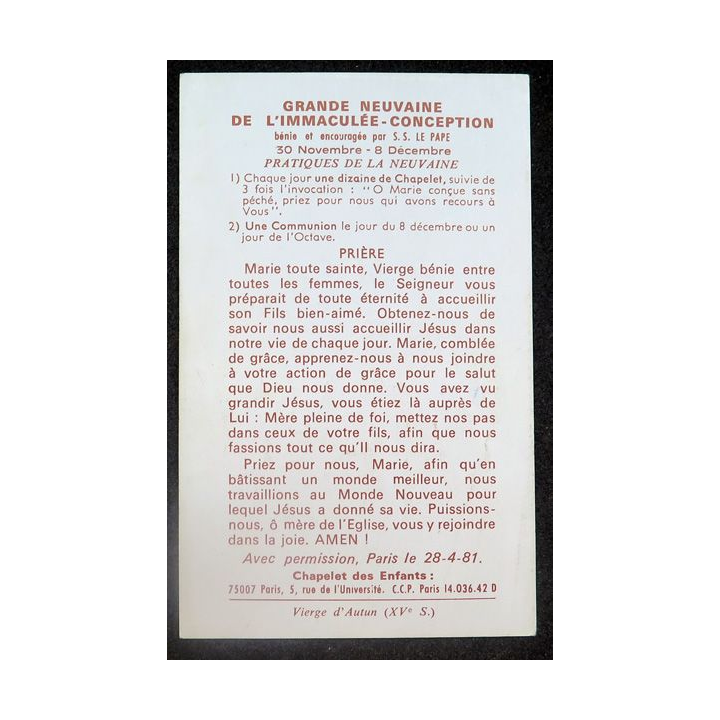 GRANDE NEUVAINE
DE L'IMMACULÉE-CONCEPTION
bénie et encouragée par S.S. LE PAPE
30 Novembre - 8 Décembre
PRATIQUES DE LA NEUVAINE
1) Chaque jour une dizaine de Chapelet, suivie de
3 fois l'invocation : "O Marie conçue sans
péché, priez pour nous qui avons recours à
Vous".
2) Une Communion le jour du 8 décembre ou un
jour de l'Octave.
PRIÈRE
Marie toute sainte, Vierge bénie entre
toutes les femmes, le Seigneur vous
préparait de toute éternité à accueillir
son Fils bien-aimé. Obtenez-nous de
savoir nous aussi accueillir Jésus dans
notre vie de chaque jour. Marie, comblée
de grâce, apprenez-nous à nous joindre
à votre action de grâce pour le salut
que Dieu nous donne. Vous avez vu
grandir Jésus, vous étiez là auprès de
Lui : Mère pleine de foi, mettez nos pas
dans ceux de votre fils, afin que nous
fassions tout ce qu'Il nous dira.
Priez pour nous, Marie, afin qu'en
bâtissant un monde meilleur, nous
travaillions au Monde Nouveau pour
lequel Jésus a donné sa vie. Puissions-
nous, ô mère de l'Eglise, vous y rejoindre
dans la joie. AMEN !
Avec permission, Paris le 28-4-81.
Chapelet des Enfants :
75007 Paris, 5, rue de l'Université. C.C.P. Paris 14.036.42 D
Vierge d'Autun (XVe S.)